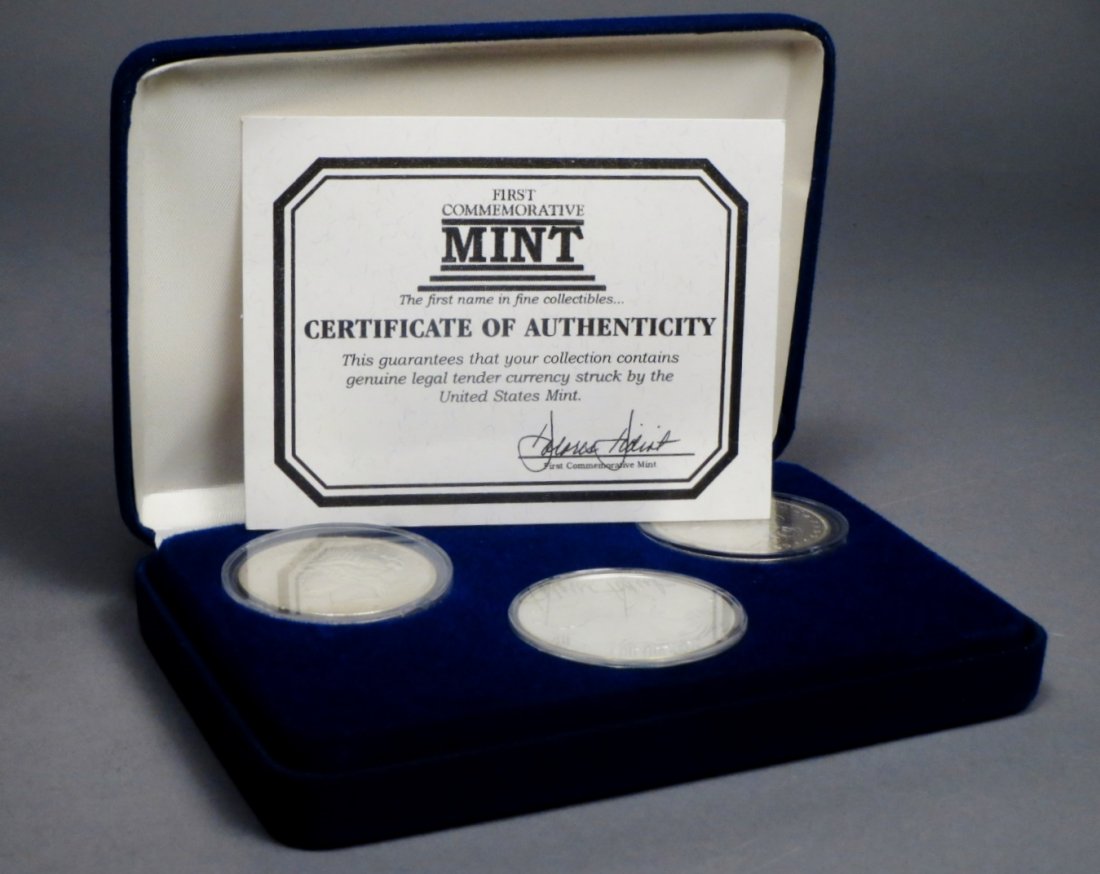 FIRST
COMMEMORATIVE
MINT
The first name in fine collectibles...
CERTIFICATE OF AUTHENTICITY
This guarantees that your collection contains
genuine legal tender currency struck by the
United States Mint.
First Commemorative Mint